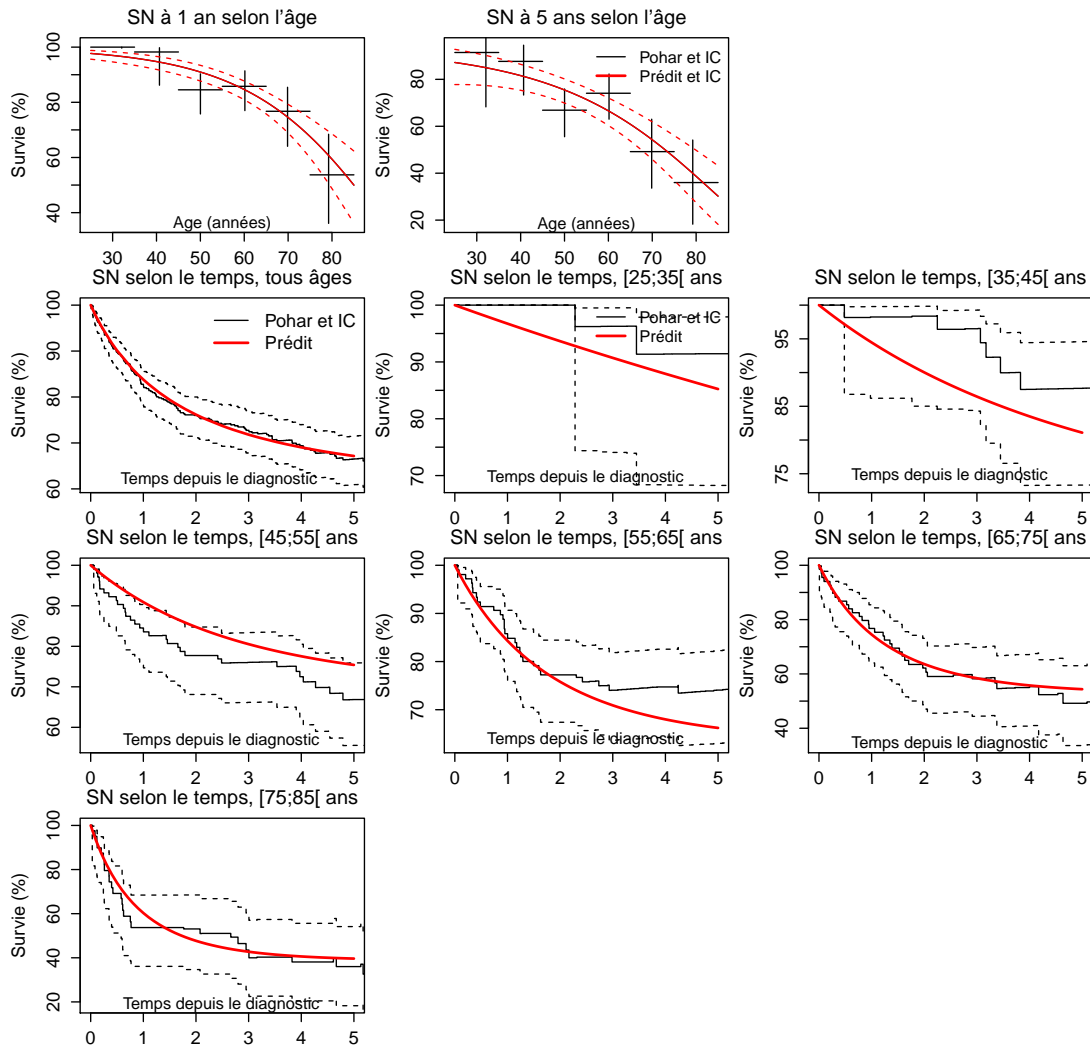 SN à 1 an selon l'âge
Survie (%)
100
90
80
70
60
40
Age (années)
30 40 50 60 70 80
SN à 5 ans selon l'âge
Survie (%)
80
60
40
20
Pohar et IC
Prédit et IC
Age (années)
30 40 50 60 70 80
SN selon le temps, tous âges
Survie (%)
100
90
80
70
60
Pohar et IC
Prédit
Temps depuis le diagnostic
0 1 2 3 4 5
SN selon le temps, [25;35[ ans
Survie (%)
100
90
80
70
Pohar et IC
Prédit
Temps depuis le diagnostic
0 1 2 3 4 5
SN selon le temps, [35;45[ ans
Survie (%)
95
85
75
Temps depuis le diagnostic
0 1 2 3 4 5
SN selon le temps, [45;55[ ans
Survie (%)
100
90
80
70
60
Temps depuis le diagnostic
0 1 2 3 4 5
SN selon le temps, [55;65[ ans
Survie (%)
100
90
80
70
Temps depuis le diagnostic
0 1 2 3 4 5
SN selon le temps, [65;75[ ans
Survie (%)
100
80
60
40
Temps depuis le diagnostic
0 1 2 3 4 5
SN selon le temps, [75;85[ ans
Survie (%)
100
80
60
40
20
Temps depuis le diagnostic
0 1 2 3 4 5